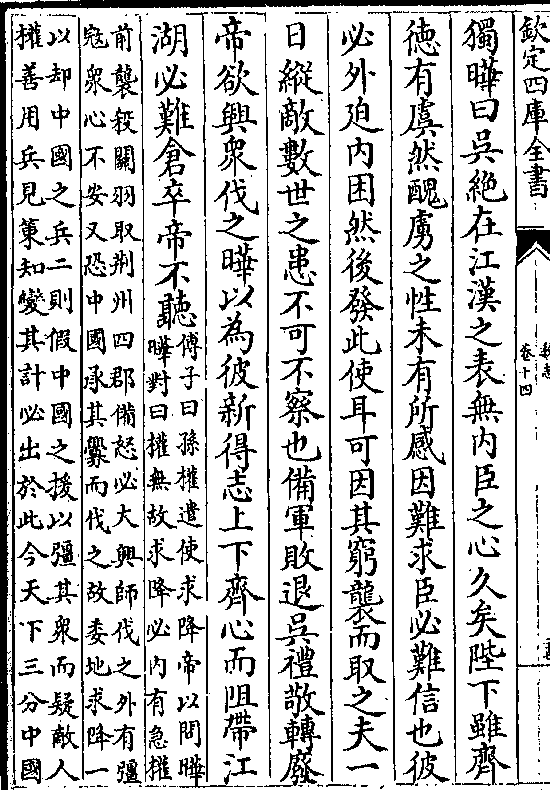 欽定四庫全書
卷十四
獨曄曰吳絶在江漢之表無内臣之心久矣陛下雖齊
徳有虞然醜虜之性未有所感因難求臣必難信也彼
必外迫内困然後發此使耳可因其窮襲而取之夫一
日縱敵數世之患不可不察也備軍敗退吳禮敬轉廢
帝欲興衆伐之曄以為彼新得志上下齊心而阻帶江
湖必難倉卒帝不聽
傅子曰孫權遣使求降帝以問曄
曄對曰權無故求降必内有急權
前襲殺關羽取荆州四郡備怒必大興師伐之外有彊
冦衆心不安又恐中國承其釁而伐之故委地求降一
以却中國之兵二則假中國之援以彊其衆而疑敵人
權善用兵見䇿知變其計必出於此今天下三分中國